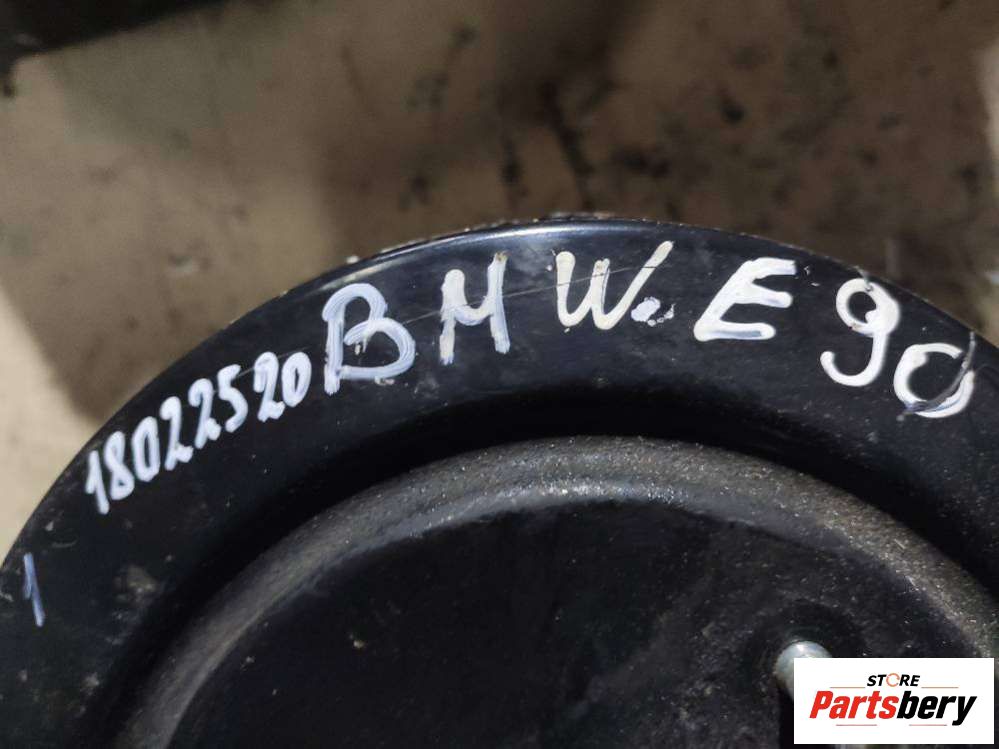 18022520 BMW. E90
1
STORE
Partsbery